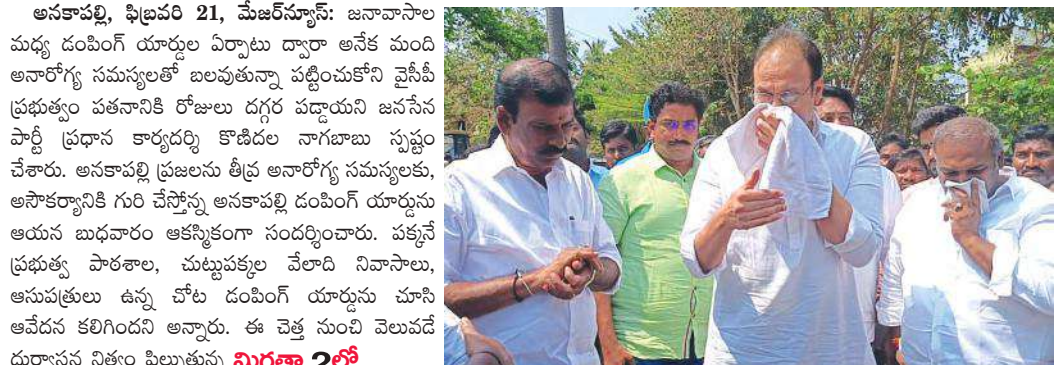 అనకాపల్లి, ఫిబ్రవరి 21, మేజర్‌న్యూస్: జనావాసాల
మధ్య డంపింగ్ యార్డుల ఏర్పాటు ద్వారా అనేక మంది
అనారోగ్య సమస్యలతో బలవుతున్నా పట్టించుకోని వైసీపీ
ప్రభుత్వం పతనానికి రోజులు దగ్గర పడ్డాయని జనసేన
పార్టీ ప్రధాన కార్యదర్శి కొణిదల నాగబాబు స్పష్టం
చేశారు. అనకాపల్లి ప్రజలను తీవ్ర అనారోగ్య సమస్యలకు,
అసౌకర్యానికి గురి చేస్తోన్న అనకాపల్లి డంపింగ్ యార్డును
ఆయన బుధవారం ఆకస్మికంగా సందర్శించారు. పక్కనే
ప్రభుత్వ పాఠశాల, చుట్టుపక్కల వేలాది నివాసాలు,
ఆసుపత్రులు ఉన్న చోట డంపింగ్ యార్డును చూసి
ఆవేదన కలిగిందని అన్నారు. ఈ చెత్త నుంచి వెలువడే
దుర్వాసన నిత్యం పీల్చుతున్న మిగతా 2లో